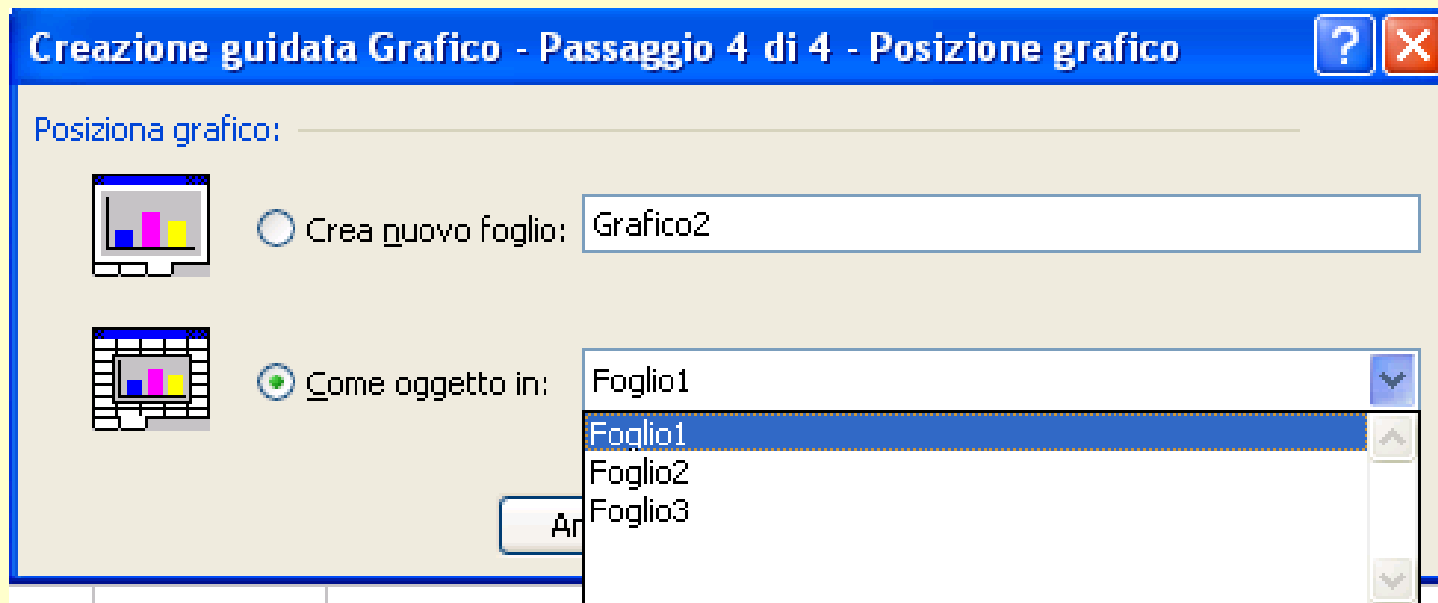 Creazione guidata Grafico - Passaggio 4 di 4 - Posizione grafico
Posiziona grafico:
Crea nuovo foglio: Grafico2
Come oggetto in: Foglio1
Foglio1
Foglio2
Foglio3